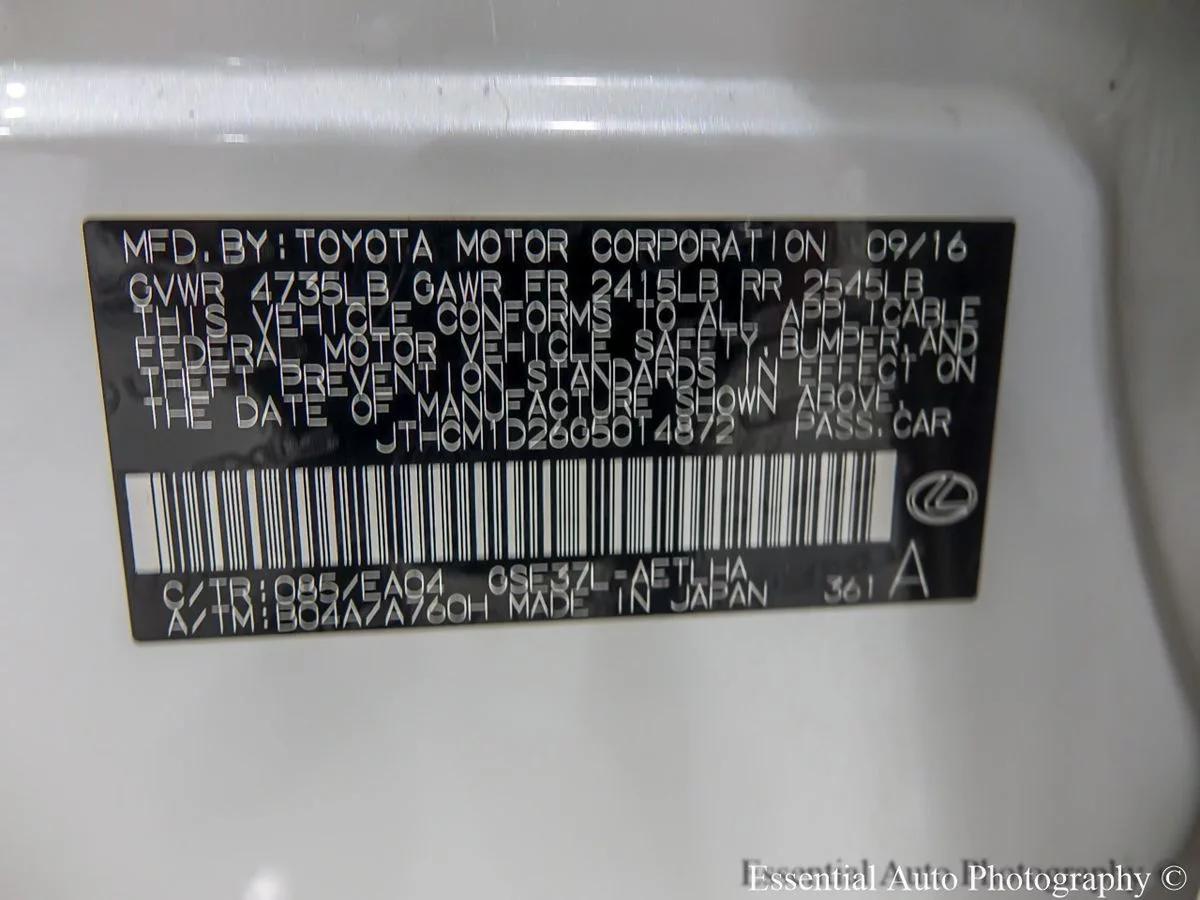 MFD.BY:TOYOTA MOTOR CORPORATION 09/16
GVWR 4735LB GAWR FR 2415LB RR 2545LB
THIS VEHICLE CONFORMS TO ALL APPLICABLE
FEDERAL MOTOR VEHICLE SAFETY,BUMPER,AND
THEFT PREVENTION STANDARDS IN EFFECT ON
THE DATE OF MANUFACTURE SHOWN ABOVE.
JTHCM1D26G5014872 PASS.CAR
C/TR:085/EA04 GSE37L-AETLHA
A/TM:B04A/A760H MADE IN JAPAN 361 A
Essential Auto Photography ©